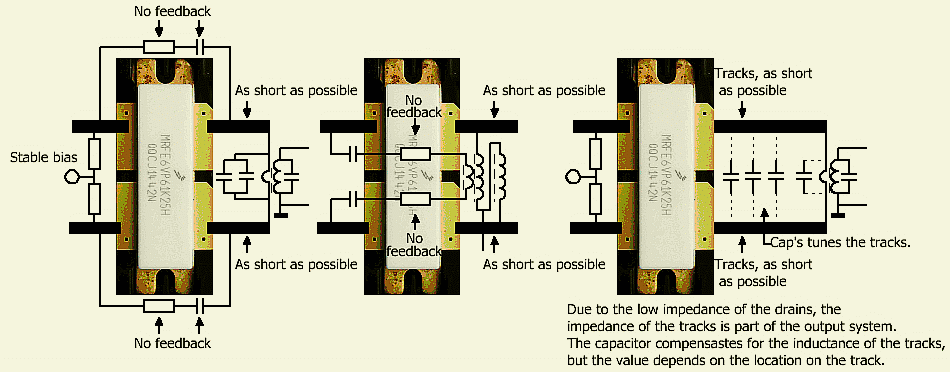 No feedback
As short as possible
Stable bias
MRFE6VP61K25H
OOCJ1442N
As short as possible
No feedback
No
feedback
As short as possible
No
feedback
As short as possible
Tracks, as short
as possible
MRFE6VP61K25H
OOCJ1442N
Cap's tunes the tracks.
Tracks, as short
as possible
Due to the low impedance of the drains, the
impedance of the tracks is part of the output system.
The capacitor compensastes for the inductance of the tracks,
but the value depends on the location on the track.